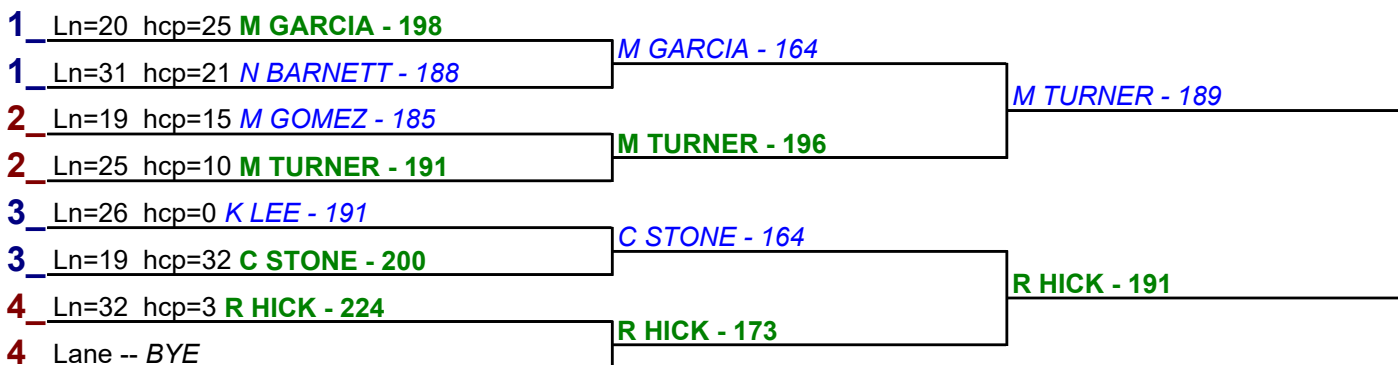 1_ Ln=20 hcp=25 M GARCIA - 198
M GARCIA - 164
1_ Ln=31 hcp=21 N BARNETT - 188
M TURNER - 189
2_ Ln=19 hcp=15 M GOMEZ - 185
M TURNER - 196
2_ Ln=25 hcp=10 M TURNER - 191
3_ Ln=26 hcp=0 K LEE - 191
C STONE - 164
3_ Ln=19 hcp=32 C STONE - 200
R HICK - 191
4_ Ln=32 hcp=3 R HICK - 224
R HICK - 173
4 Lane -- BYE